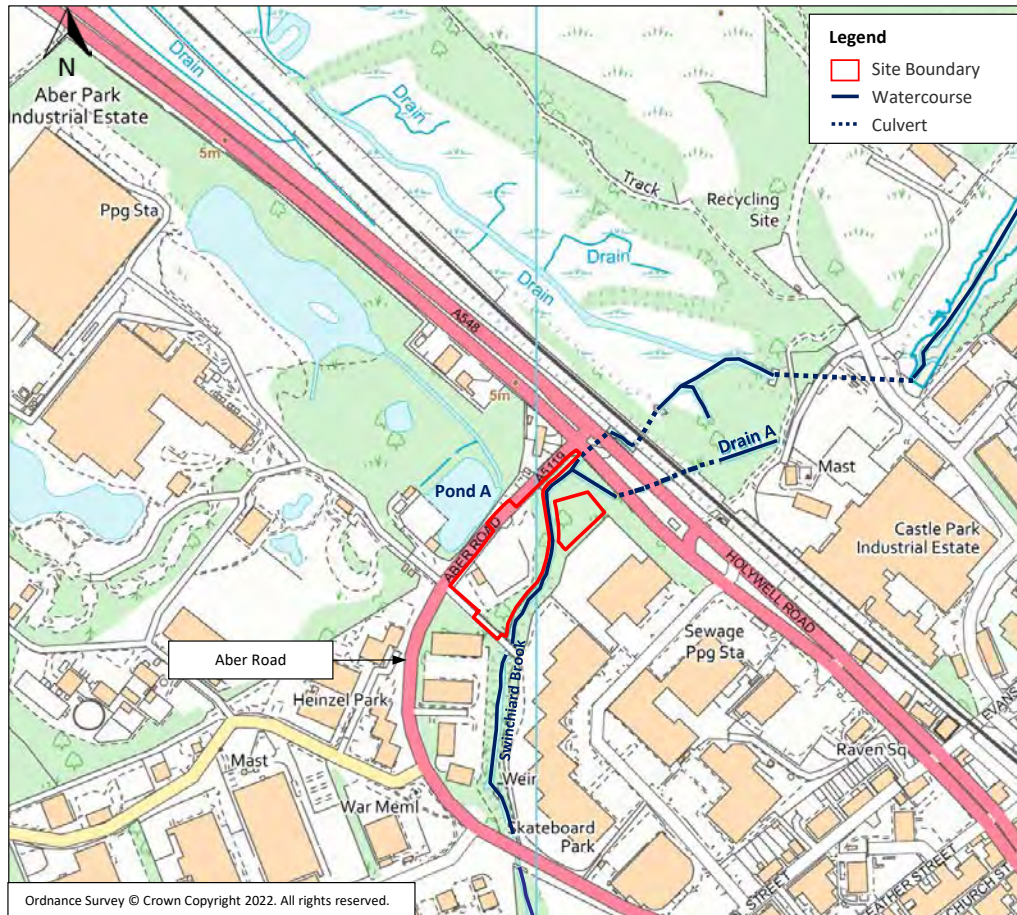 Legend
Site Boundary
Watercourse
Culvert
N
Drain
Aber Park
Industrial Estate
5m
Drain
Ppg Sta
Track
Recycling
Site
Drain
Drain
A548
5m
A5119
Drain A
Pond A
Mast
ABER ROAD
Castle Park
Industrial Estate
HOLYWELL ROAD
Aber Road
Sewage
Ppg Sta
Heinzel Park
Swinchiard Brook
EVANS
Raven Sq
Mast
Weir
War Meml
Skateboard
Park
STREET
FEATHER STREET
CHURCH ST
Ordnance Survey © Crown Copyright 2022. All rights reserved.